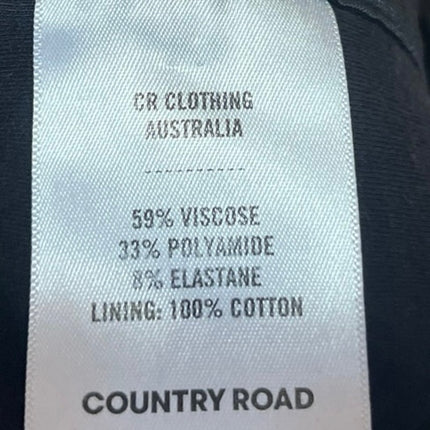 CR CLOTHING
AUSTRALIA
----------
59% VISCOSE
33% POLYAMIDE
8% ELASTANE
LINING: 100% COTTON
COUNTRY ROAD